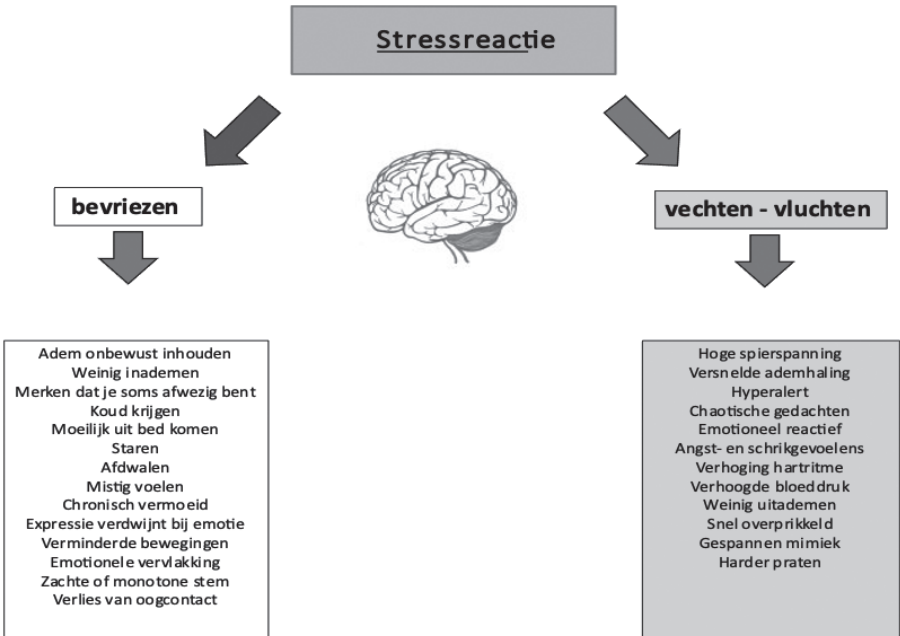 Stressreactie
bevriezen
vechten - vluchten
Adem onbewust inhouden
Weinig inademen
Merken dat je soms afwezig bent
Koud krijgen
Moeilijk uit bed komen
Staren
Afdwalen
Mistig voelen
Chronisch vermoeid
Expressie verdwijnt bij emotie
Verminderde bewegingen
Emotionele vervlakking
Zachte of monotone stem
Verlies van oogcontact
Hoge spierspanning
Versnelde ademhaling
Hyperalert
Chaotische gedachten
Emotioneel reactief
Angst- en schrikgevoelens
Verhoging hartritme
Verhoogde bloeddruk
Weinig uitademen
Snel overprikkeld
Gespannen mimiek
Harder praten